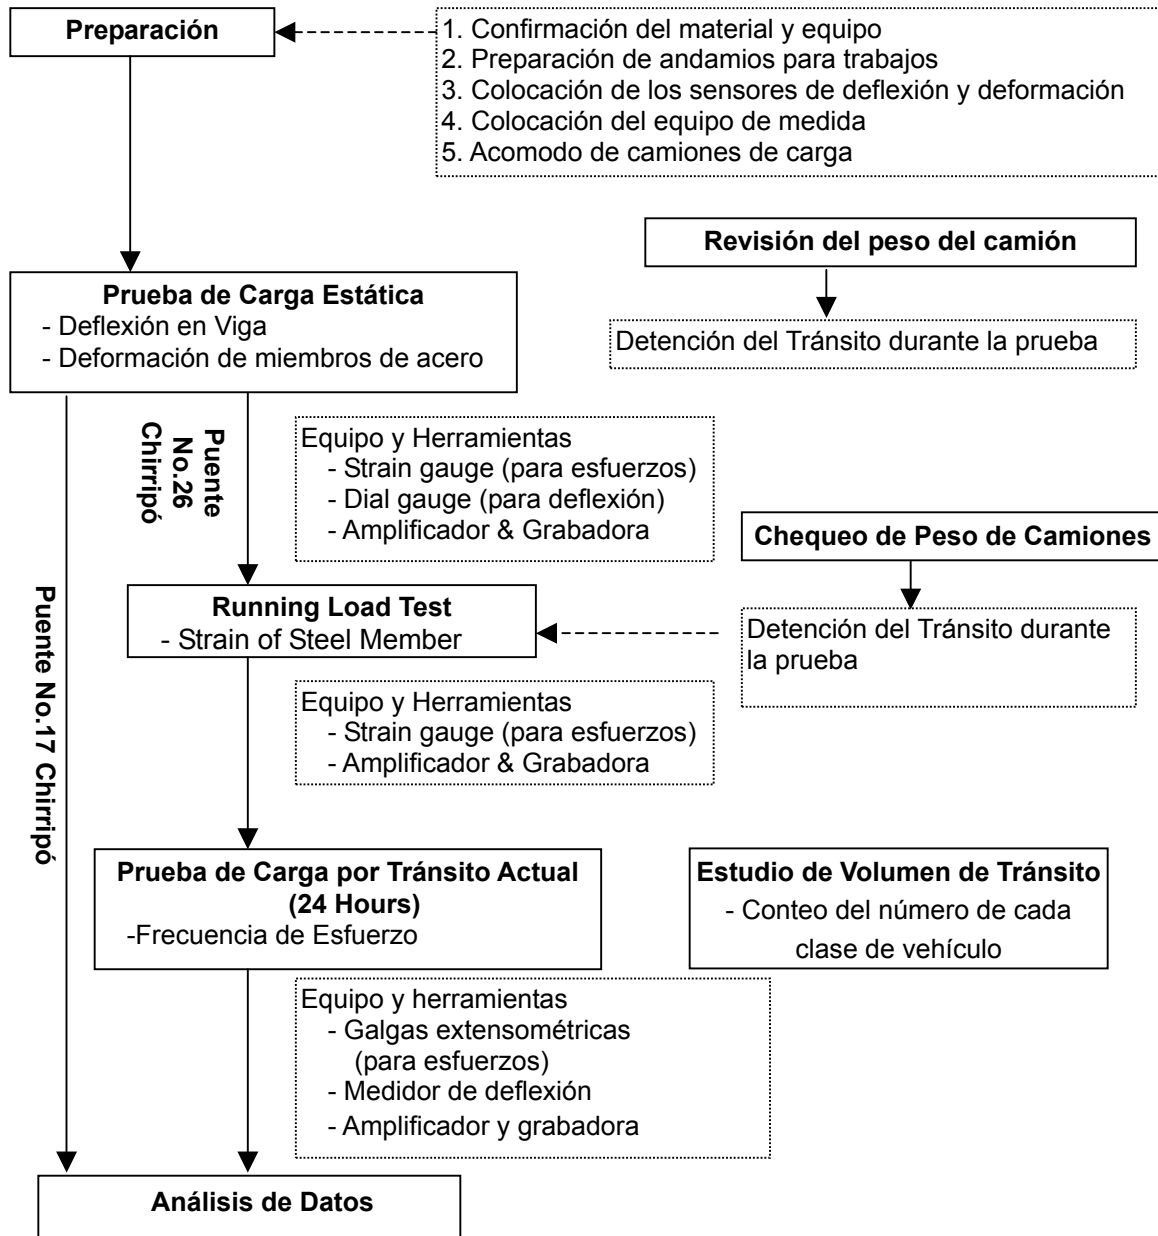 Preparación
1. Confirmación del material y equipo
2. Preparación de andamios para trabajos
3. Colocación de los sensores de deflexión y deformación
4. Colocación del equipo de medida
5. Acomodo de camiones de carga
Revisión del peso del camión
Detención del Tránsito durante la prueba
Prueba de Carga Estática
- Deflexión en Viga
- Deformación de miembros de acero
Puente
No.26
Chirripó
Equipo y Herramientas
- Strain gauge (para esfuerzos)
- Dial gauge (para deflexión)
- Amplificador & Grabadora
Chequeo de Peso de Camiones
Detención del Tránsito durante
la prueba
Running Load Test
- Strain of Steel Member
Puente No.17 Chirripó
Equipo y Herramientas
- Strain gauge (para esfuerzos)
- Amplificador & Grabadora
Prueba de Carga por Tránsito Actual
(24 Hours)
-Frecuencia de Esfuerzo
Estudio de Volumen de Tránsito
- Conteo del número de cada
clase de vehículo
Equipo y herramientas
- Galgas extensométricas
(para esfuerzos)
- Medidor de deflexión
- Amplificador y grabadora
Análisis de Datos